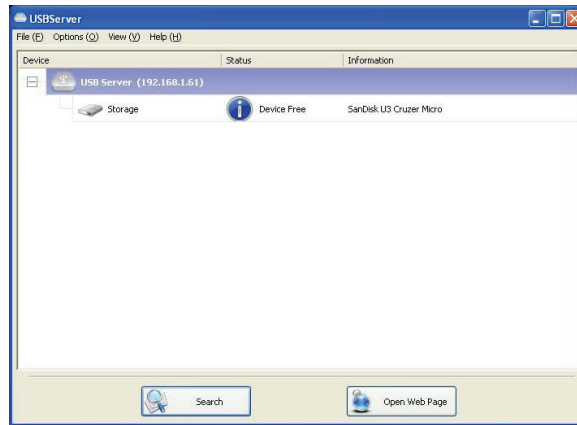 USBServer
File (F) Options (O) View (V) Help (H)
Device Status Information
USB Server (192.168.1.61)
Storage Device Free SanDisk U3 Cruzer Micro
Search Open Web Page